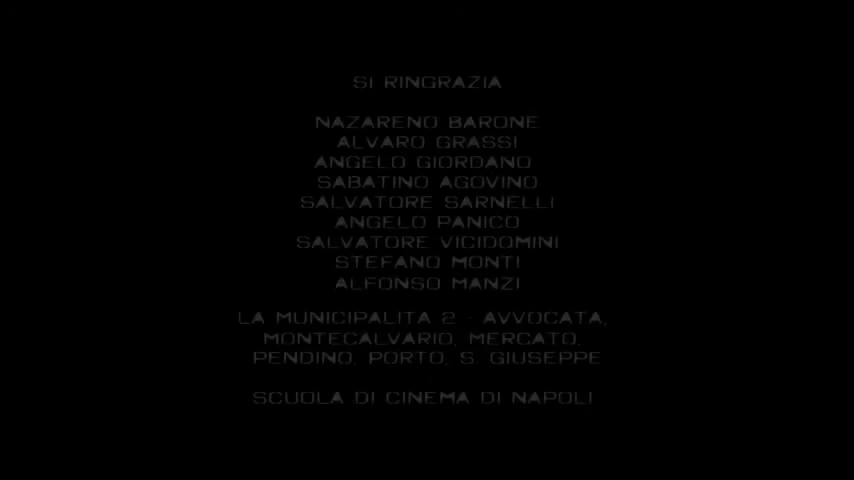 SI RINGRAZIA
NAZARENO BARONE
ALVARO GRASSI
ANGELO GIORDANO
SABATINO AGOVINO
SALVATORE SARNELLI
ANGELO PANICO
SALVATORE VICIDOMINI
STEFANO MONTI
ALFONSO MANZI
LA MUNICIPALITA 2 - AVVOCATA,
MONTECALVARIO, MERCATO,
PENDINO, PORTO, S. GIUSEPPE
SCUOLA DI CINEMA DI NAPOLI